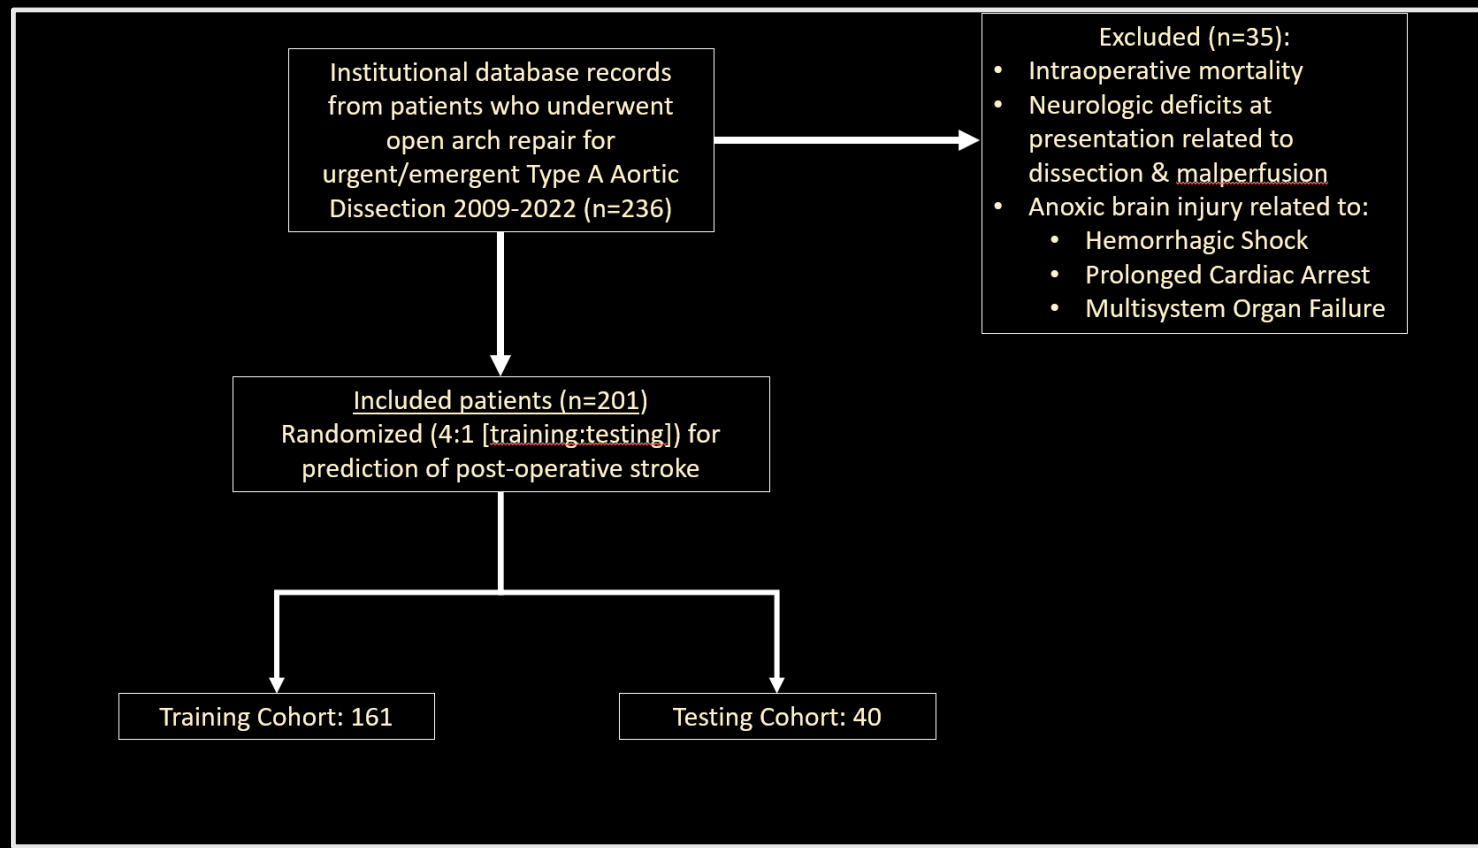 Institutional database records
from patients who underwent
open arch repair for
urgent/emergent Type A Aortic
Dissection 2009-2022 (n=236)
Excluded (n=35):
• Intraoperative mortality
• Neurologic deficits at
presentation related to
dissection & malperfusion
• Anoxic brain injury related to:
• Hemorrhagic Shock
• Prolonged Cardiac Arrest
• Multisystem Organ Failure
Included patients (n=201)
Randomized (4:1 [training:testing]) for
prediction of post-operative stroke
Training Cohort: 161
Testing Cohort: 40